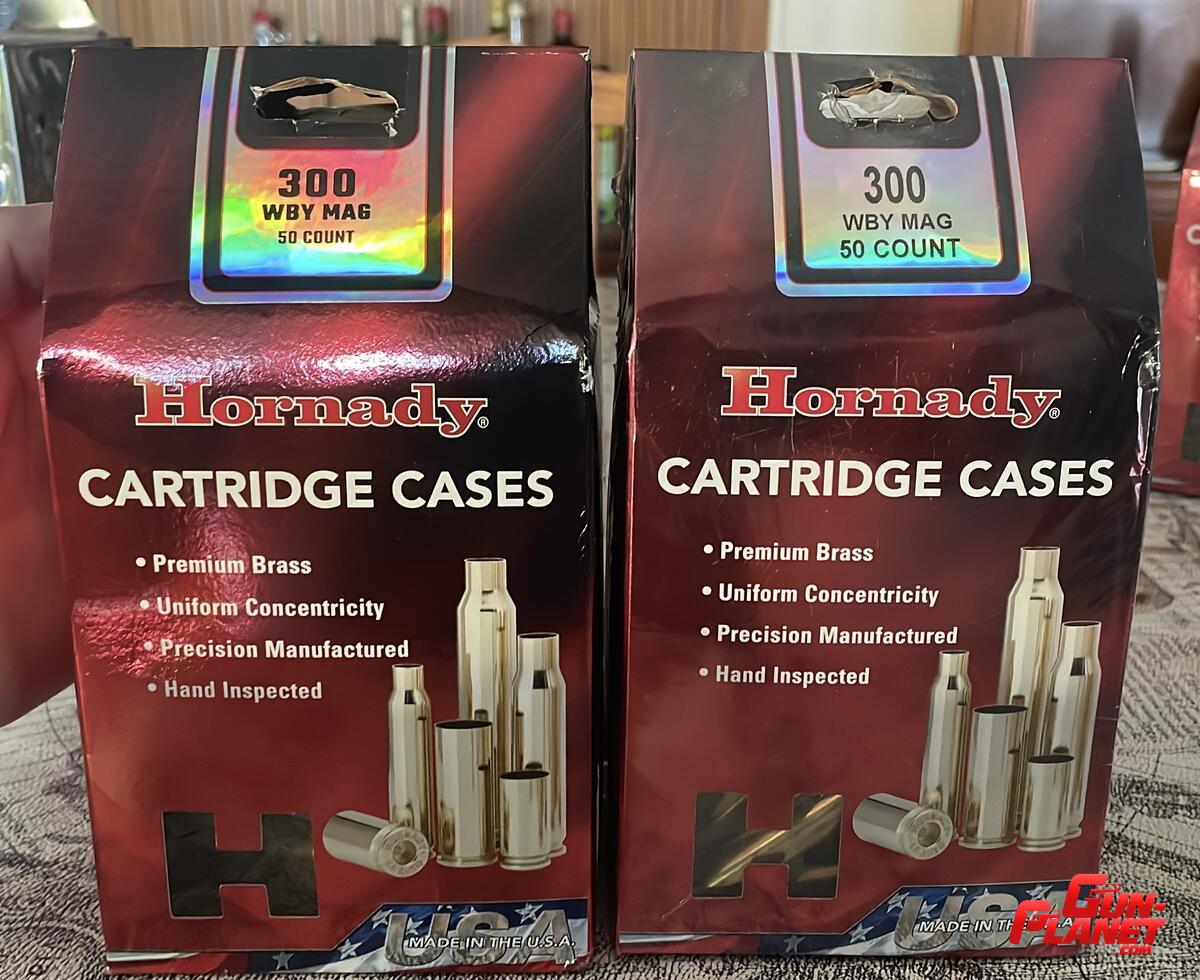 300
WBY MAG
50 COUNT
Hornady®
CARTRIDGE CASES
• Premium Brass
• Uniform Concentricity
• Precision Manufactured
• Hand Inspected
H
USA
MADE IN THE U.S.A.
300
WBY MAG
50 COUNT
Hornady®
CARTRIDGE CASES
• Premium Brass
• Uniform Concentricity
• Precision Manufactured
• Hand Inspected
H
USA
MADE IN THE U.S.A.
GUN-
PLANET
.COM